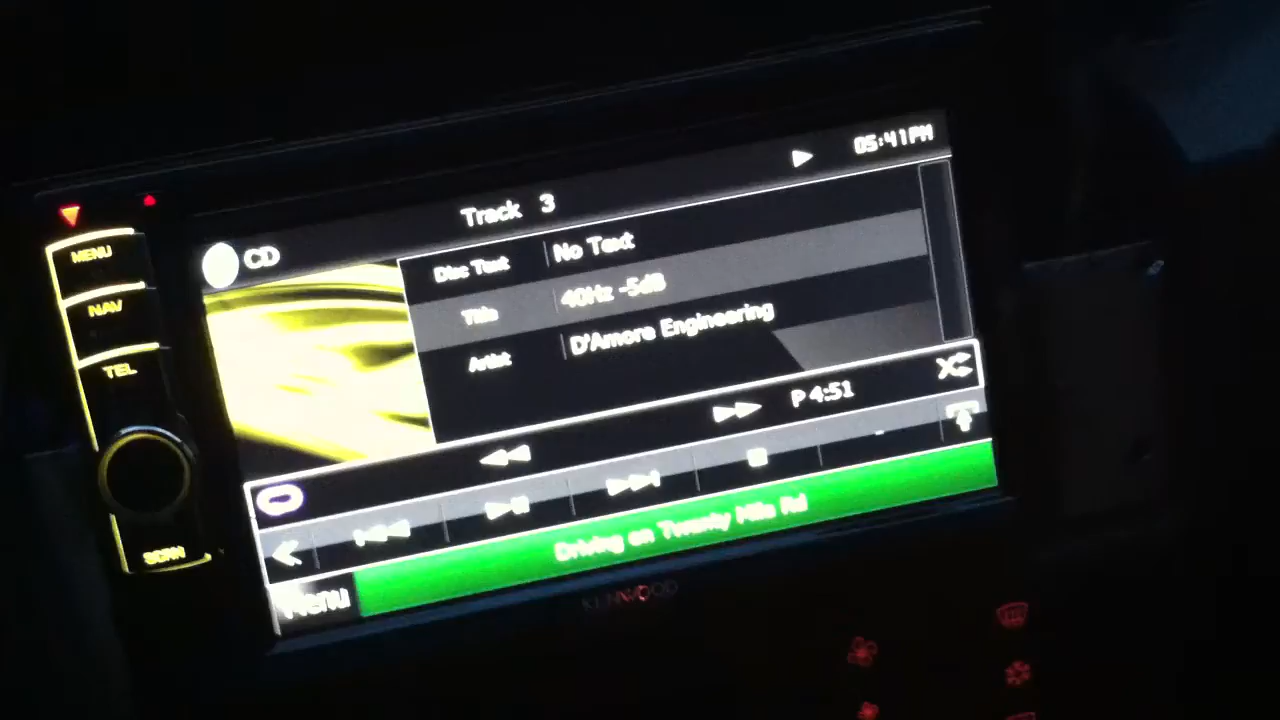 05:41PM
Track 3
CD
MENU
NAV
TEL
SCAN
Disc Text No Text
Title 40Hz -5dB
Artist D'Amore Engineering
P 4:51
Driving on Twenty Mile Rd
Menu
KENWOOD